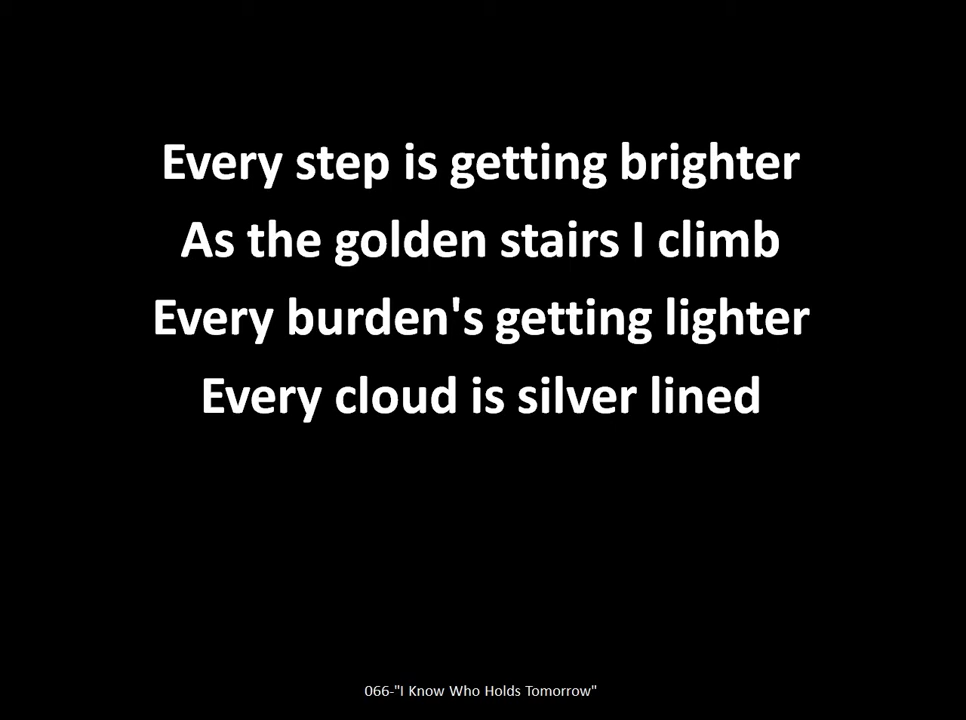 Every step is getting brighter
As the golden stairs I climb
Every burden's getting lighter
Every cloud is silver lined
066-"I Know Who Holds Tomorrow"